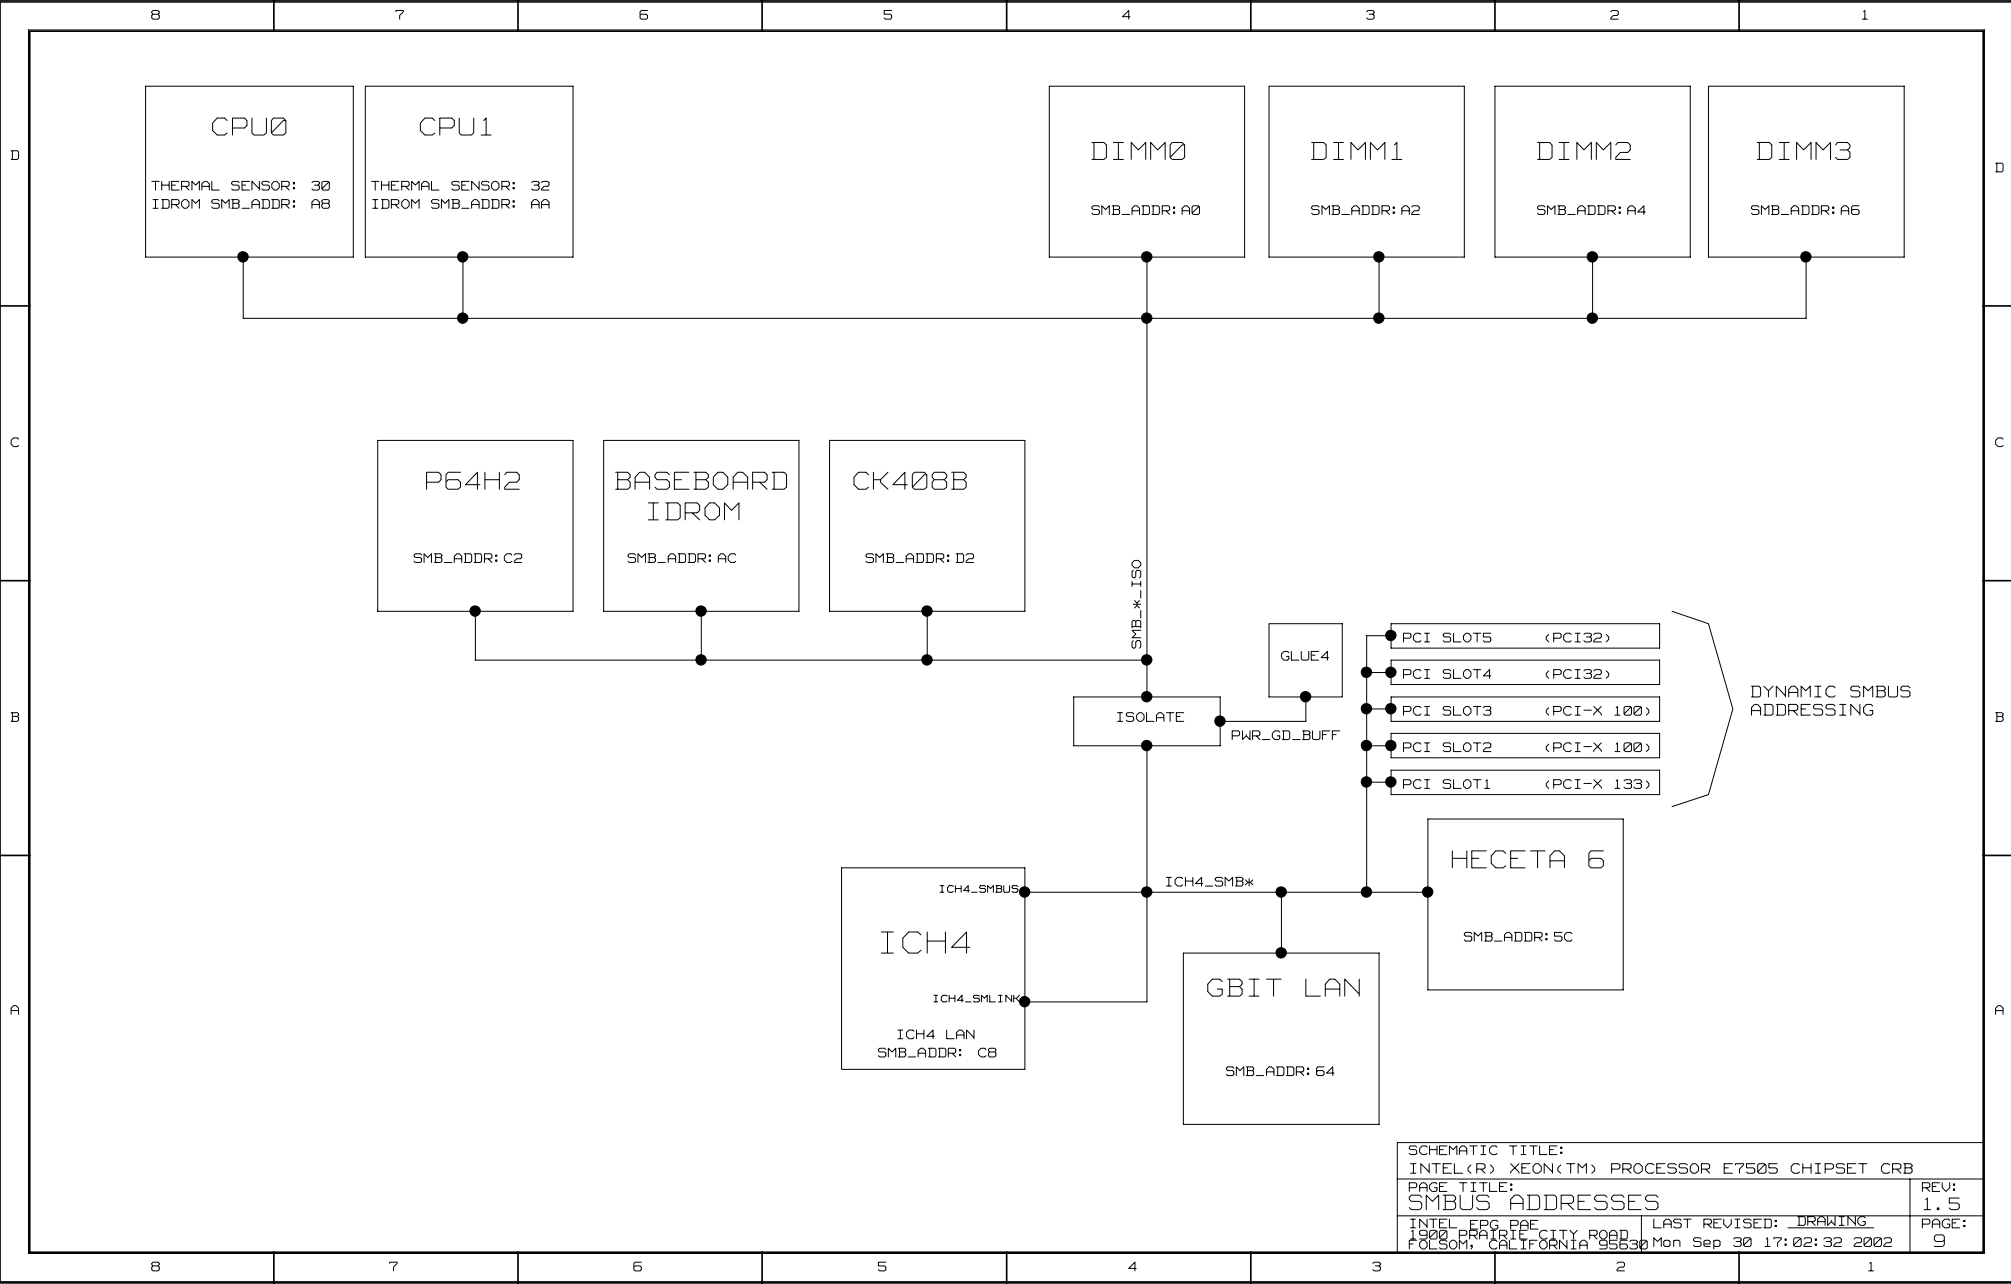 8 7 6 5 4 3 2 1
D
D
CPU0
THERMAL SENSOR: 30
IDROM SMB_ADDR: A8
CPU1
THERMAL SENSOR: 32
IDROM SMB_ADDR: AA
DIMM0
SMB_ADDR:A0
DIMM1
SMB_ADDR:A2
DIMM2
SMB_ADDR:A4
DIMM3
SMB_ADDR:A6
C
C
P64H2
SMB_ADDR:C2
BASEBOARD
IDROM
SMB_ADDR:AC
CK408B
SMB_ADDR:D2
SMB_*_ISO
B
B
ISOLATE
GLUE4
PWR_GD_BUFF
PCI SLOT5 (PCI32)
PCI SLOT4 (PCI32)
PCI SLOT3 (PCI-X 100)
PCI SLOT2 (PCI-X 100)
PCI SLOT1 (PCI-X 133)
DYNAMIC SMBUS
ADDRESSING
A
A
ICH4_SMBUS
ICH4
ICH4_SMLINK
ICH4 LAN
SMB_ADDR: C8
ICH4_SMB*
GBIT LAN
SMB_ADDR:64
HECETA 6
SMB_ADDR:5C
SCHEMATIC TITLE:
INTEL(R) XEON(TM) PROCESSOR E7505 CHIPSET CRB
PAGE TITLE:
SMBUS ADDRESSES
REV:
1.5
INTEL EPG PAE
1900 PRAIRIE CITY ROAD
FOLSOM, CALIFORNIA 95630
LAST REVISED: DRAWING
Mon Sep 30 17:02:32 2002
PAGE:
9
8 7 6 5 4 3 2 1